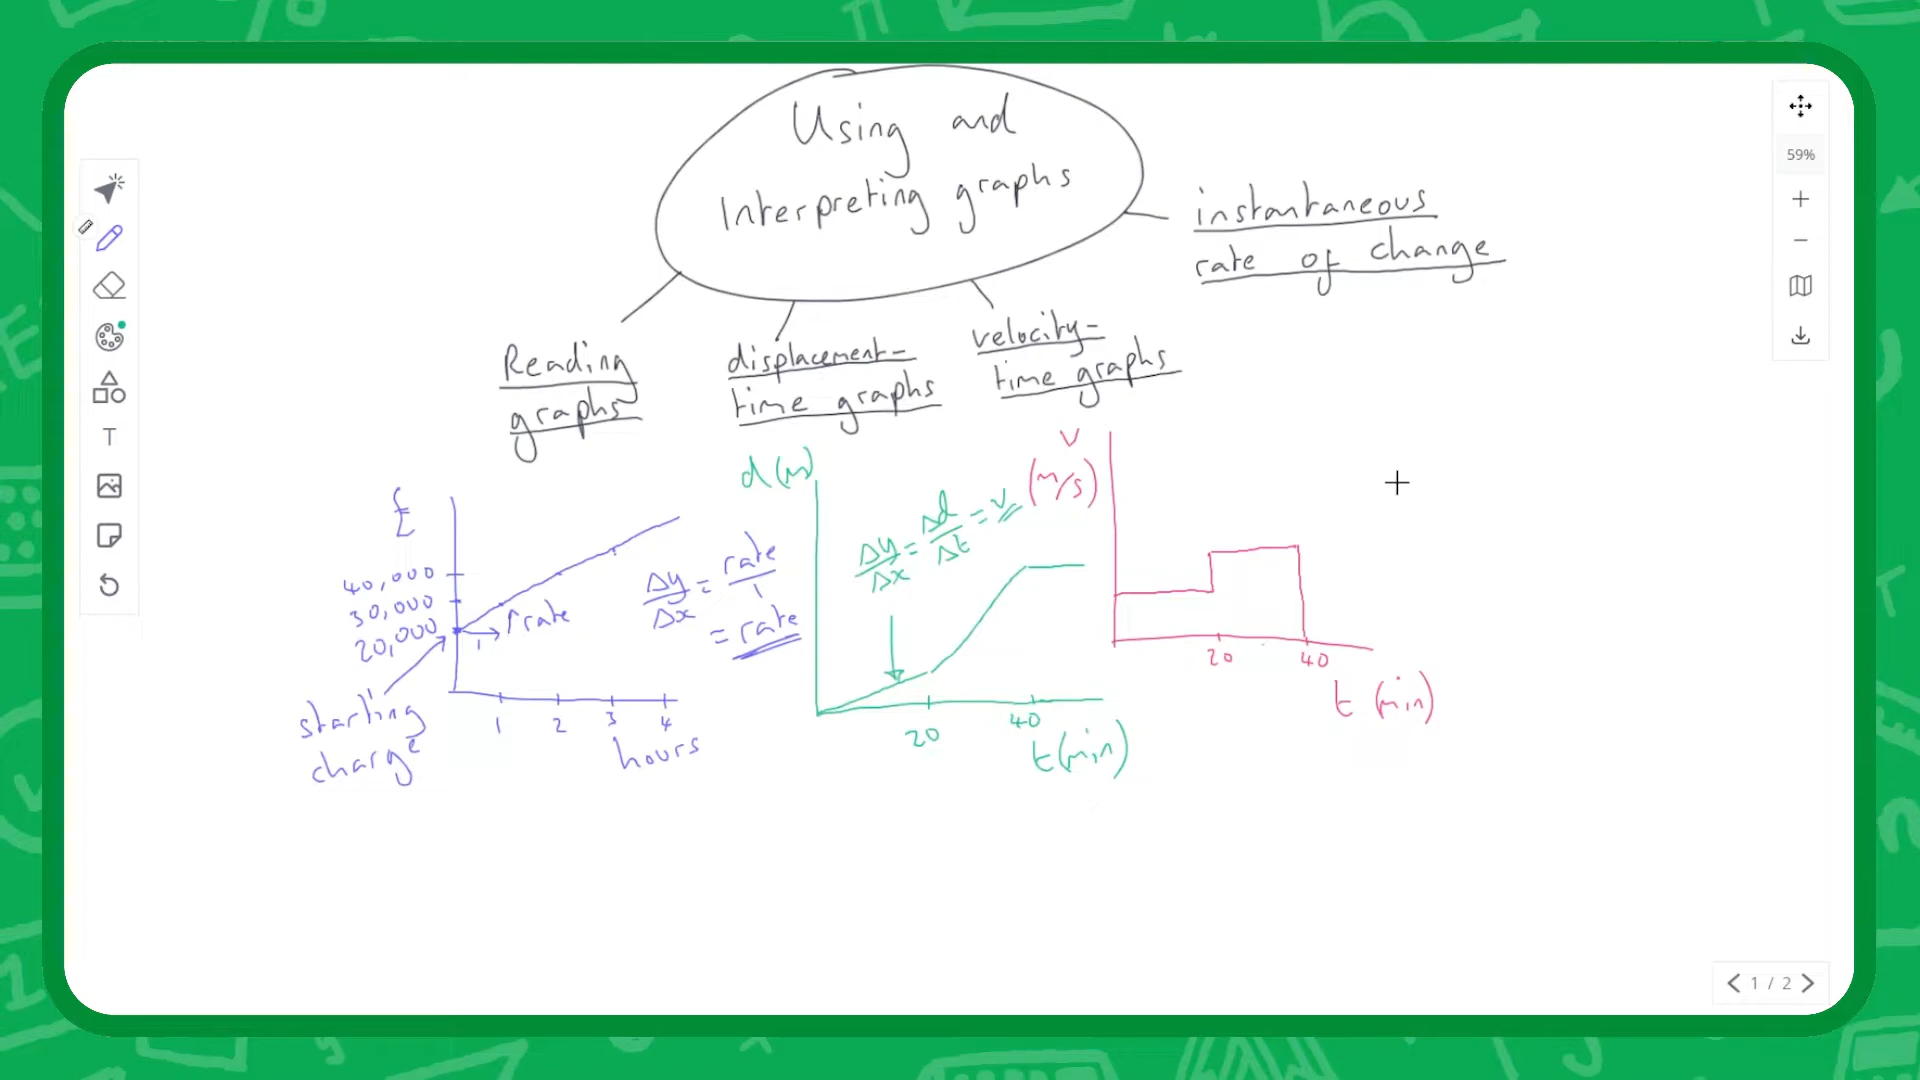 Using and
Interpreting graphs
instantaneous
rate of change
Reading
graphs
displacement-
time graphs
velocity-
time graphs
£
40,000
30,000
20,000
1
rate
Δy/Δx = rate/1
= rate
starting
charge
1 2 3 4
hours
d (m)
Δy/Δx = Δd/Δt = v
20 40
t (min)
v
(m/s)
20 40
t (min)
59%
T
1 / 2